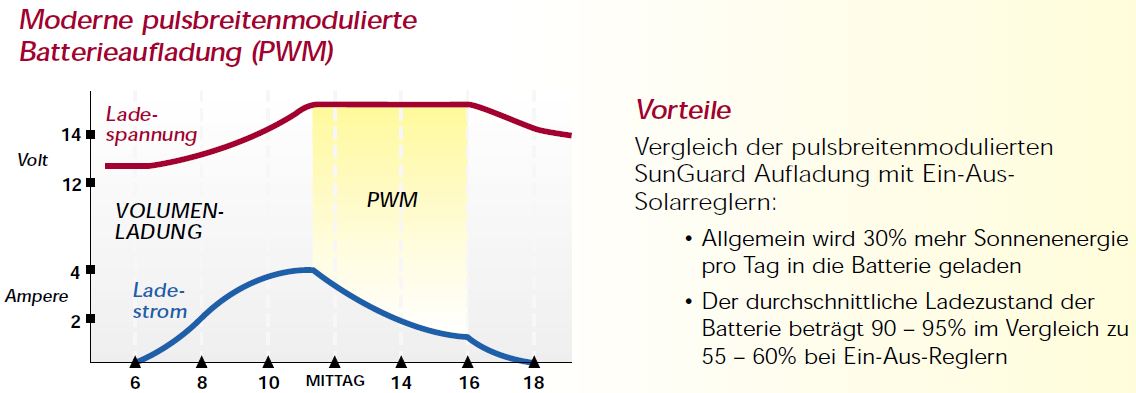 Moderne pulsbreitenmodulierte
Batterieaufladung (PWM)
Lade-
spannung
14
Volt
12
VOLUMEN-
LADUNG
PWM
4
Ampere
2
Lade-
strom
6 8 10 MITTAG 14 16 18
Vorteile
Vergleich der pulsbreitenmodulierten
SunGuard Aufladung mit Ein-Aus-
Solarreglern:
• Allgemein wird 30% mehr Sonnenenergie
pro Tag in die Batterie geladen
• Der durchschnittliche Ladezustand der
Batterie beträgt 90 – 95% im Vergleich zu
55 – 60% bei Ein-Aus-Reglern